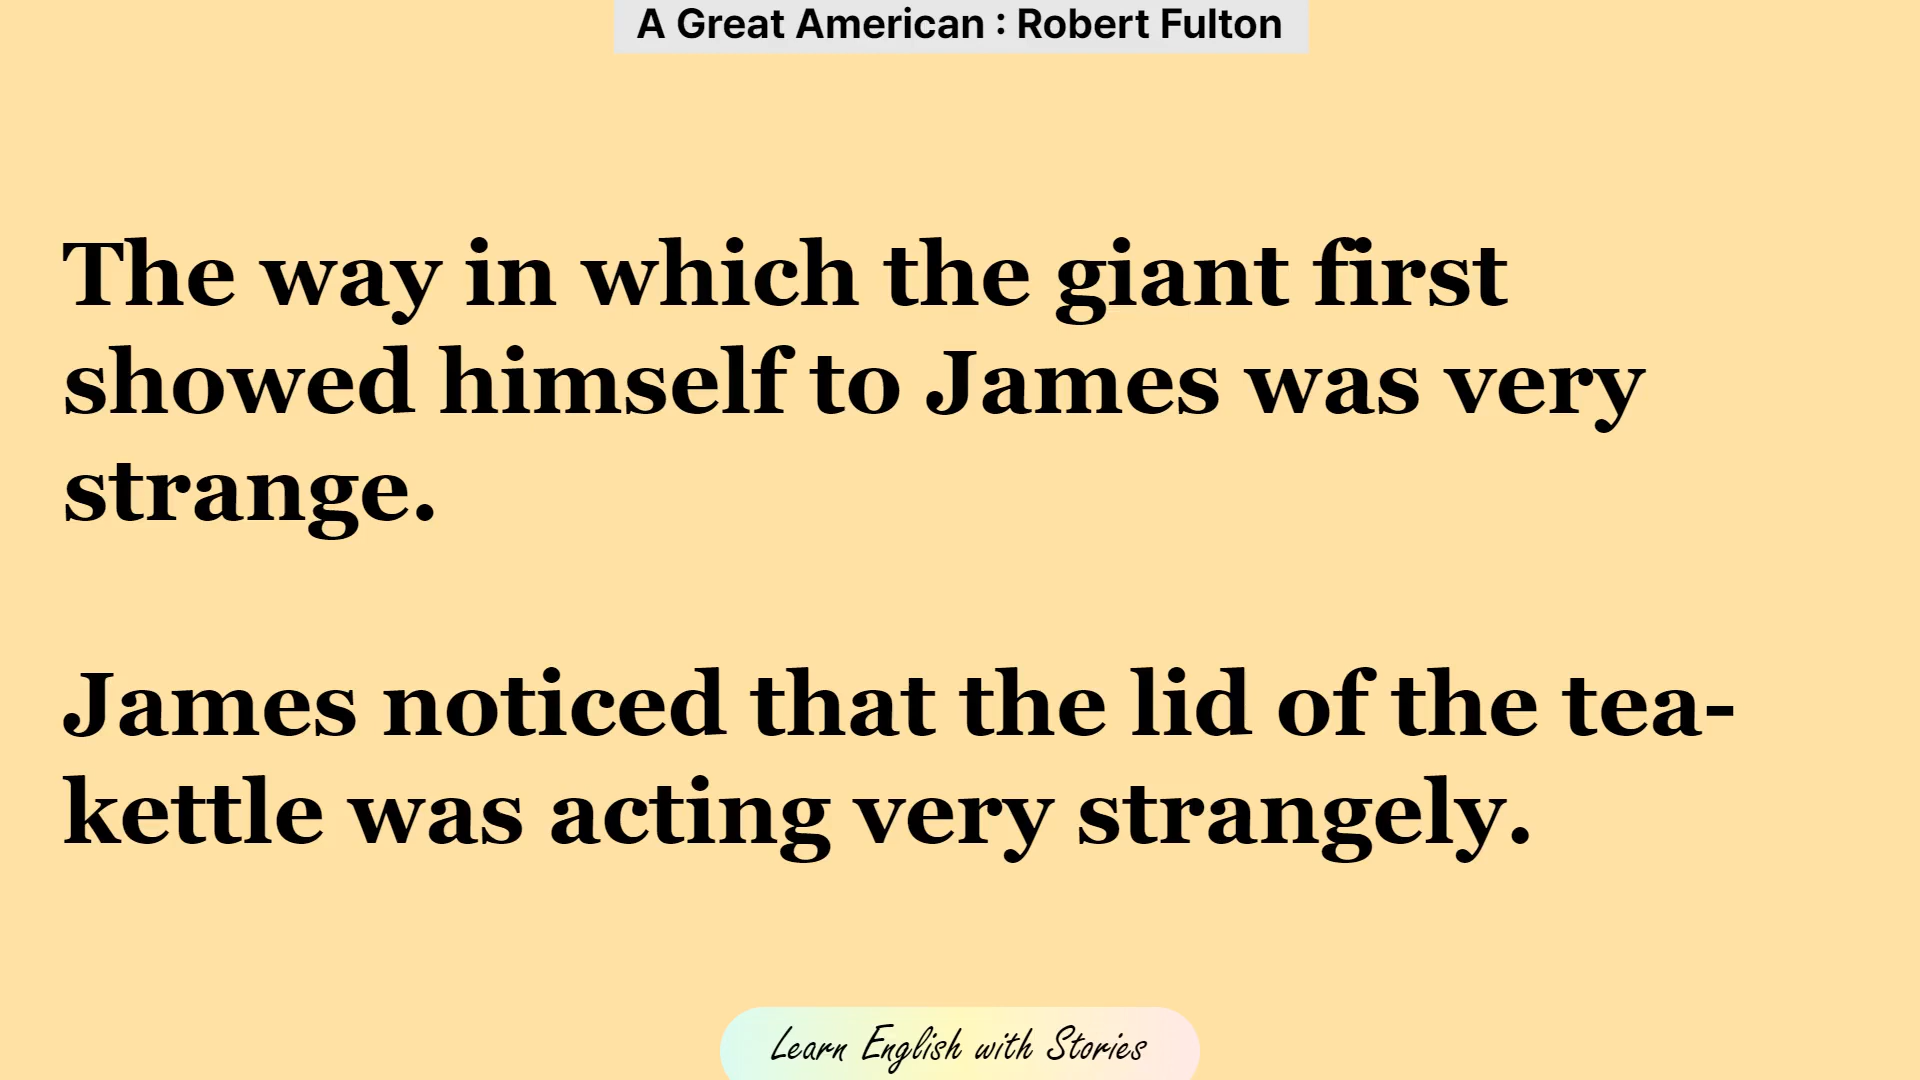 A Great American : Robert Fulton
The way in which the giant first
showed himself to James was very
strange.
James noticed that the lid of the tea-
kettle was acting very strangely.
Learn English with Stories